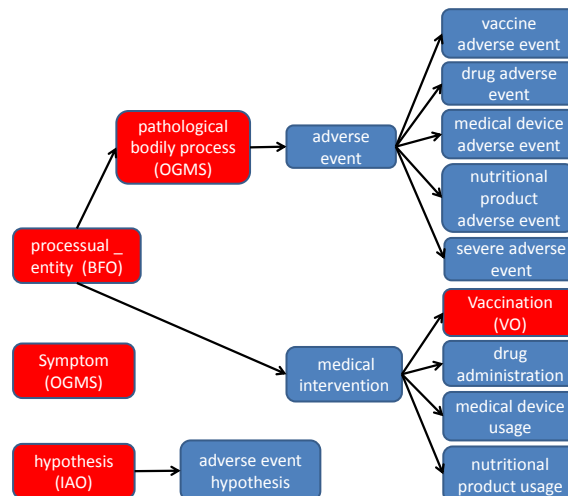 vaccine
adverse event
drug adverse
event
pathological
bodily process
(OGMS)
adverse
event
medical device
adverse event
nutritional
product
adverse event
processual _
entity (BFO)
severe adverse
event
Vaccination
(VO)
Symptom
(OGMS)
medical
intervention
drug
administration
medical device
usage
hypothesis
(IAO)
adverse event
hypothesis
nutritional
product usage